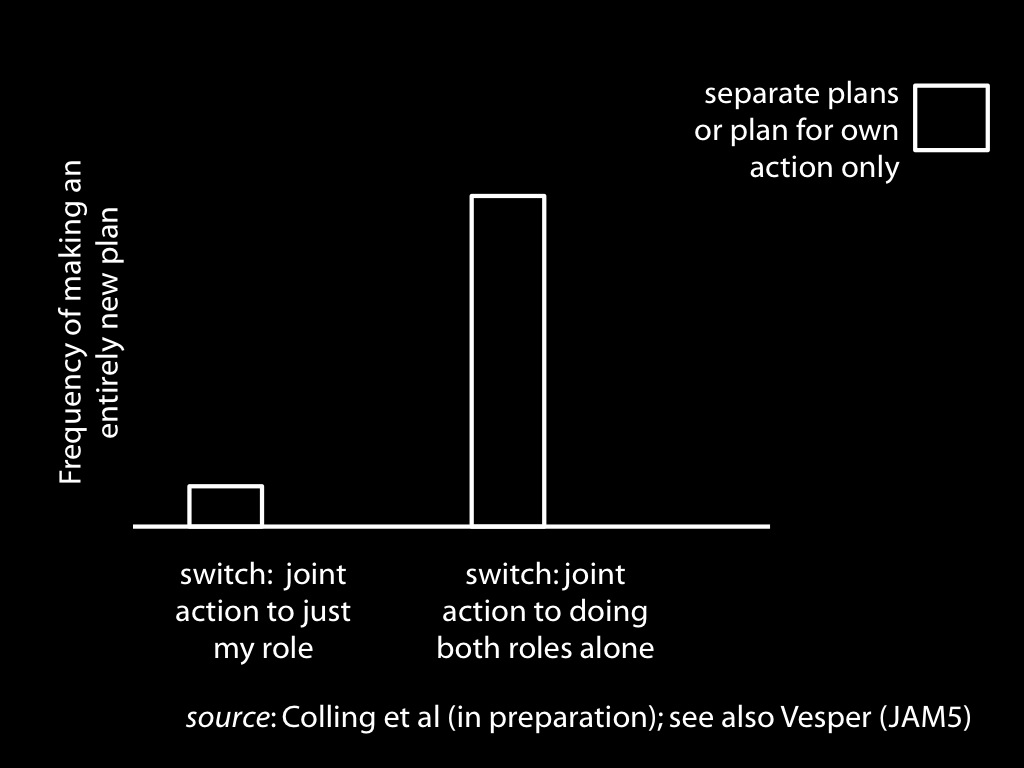 separate plans
or plan for own
action only
Frequency of making an
entirely new plan
switch: joint
action to just
my role
switch: joint
action to doing
both roles alone
source: Colling et al (in preparation); see also Vesper (JAM5)